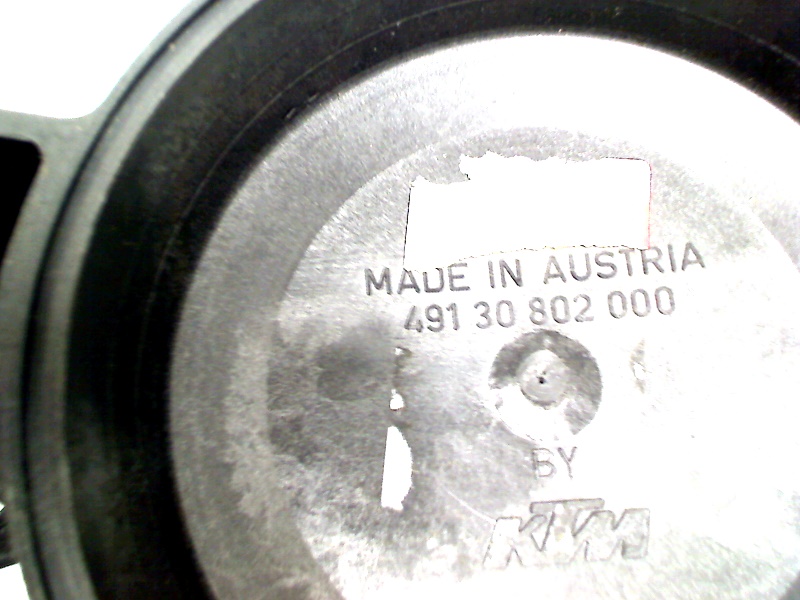 MADE IN AUSTRIA
491 30 802 000
BY
KTM